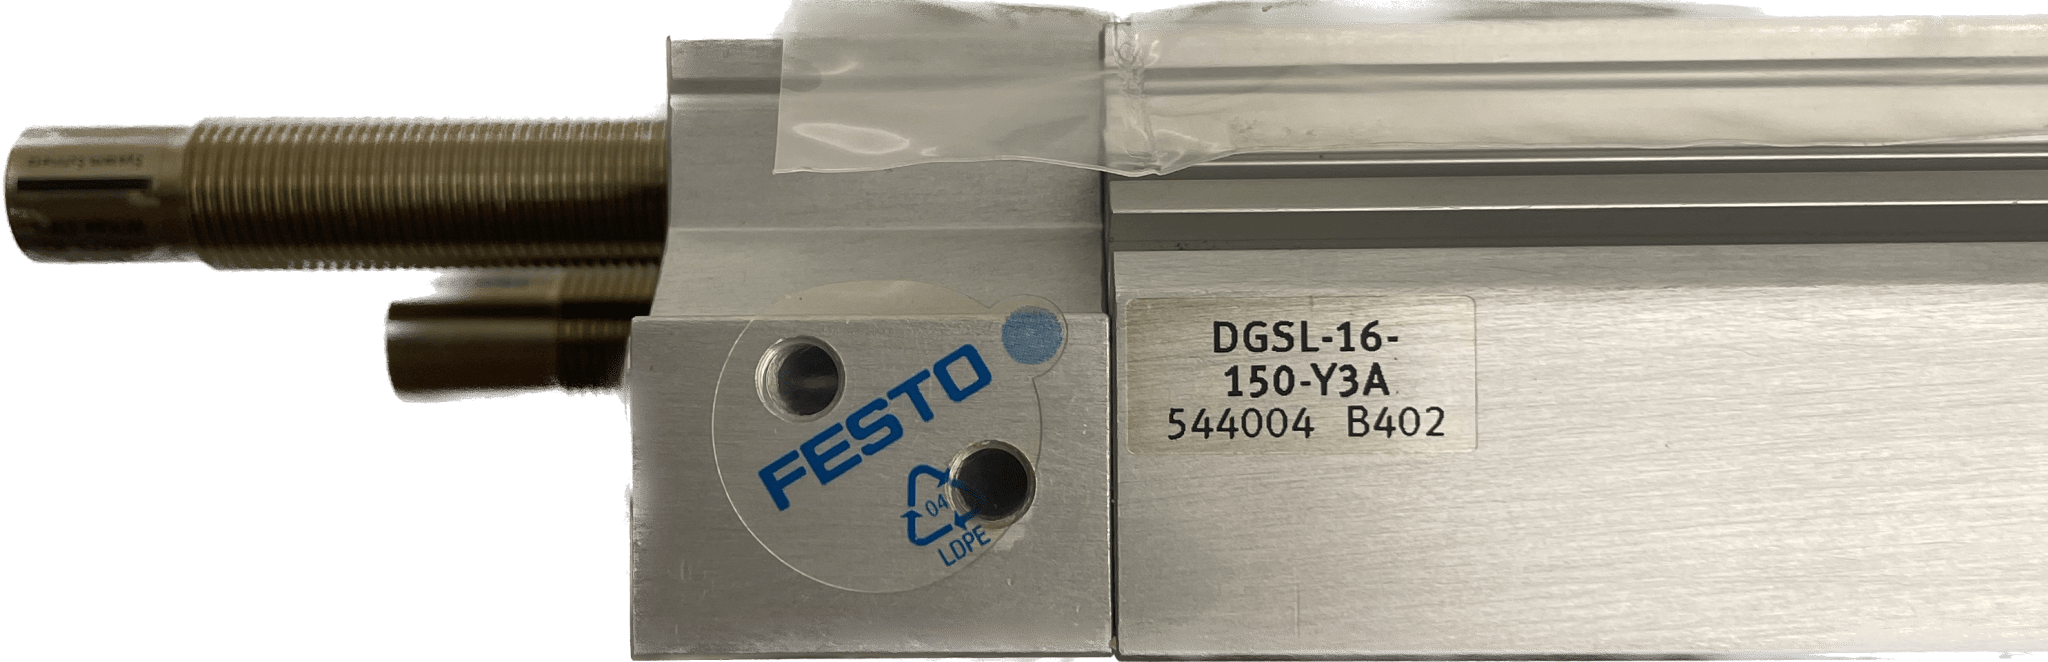 FESTO
04
LDPE
DGSL-16-
150-Y3A
544004 B402